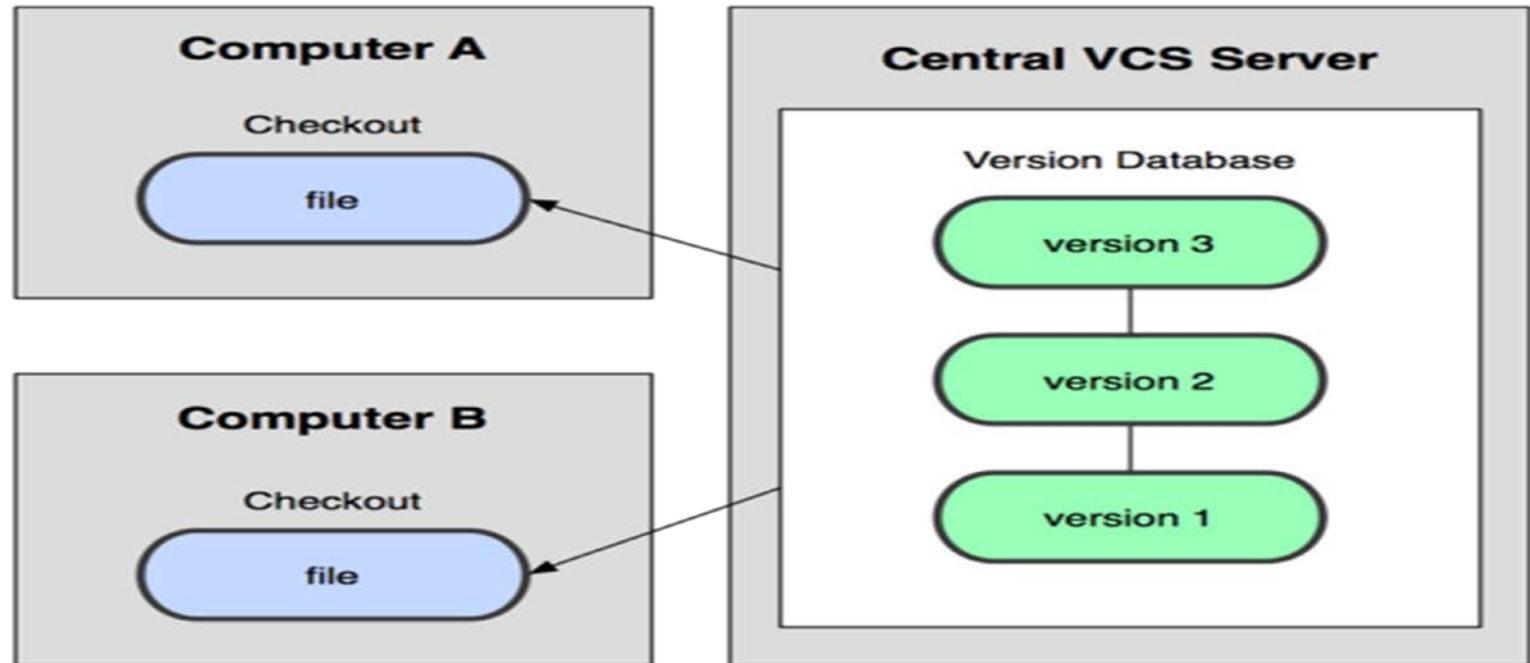 Computer A
Checkout
file
Computer B
Checkout
file
Central VCS Server
Version Database
version 3
version 2
version 1